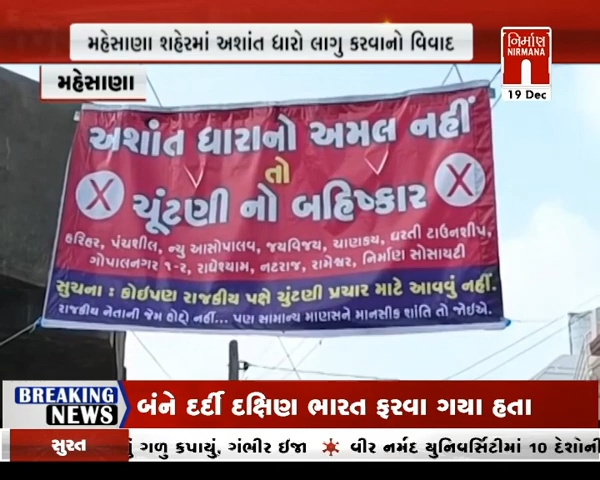 મહેસાણા શહેરમાં અશાંત ધારો લાગુ કરવાનો વિવાદ
નિર્માણ
NIRMANA
19 Dec
મહેસાણા
અશાંત ધારાનો અમલ નહીં
તો
ચૂંટણી નો બહિષ્કાર
હરિહર, પંચશીલ, ન્યુ આસોપાલવ, જયવિજય, ચાણક્ય, ધરતી ટાઉનશીપ,
ગોપાલનગર ૧-૨, રાધેશ્યામ, નટરાજ, રામેશ્વર, નિર્માણ સોસાયટી
સુચના : કોઈપણ રાજકીય પક્ષે ચુંટણી પ્રચાર માટે આવવું નહીં.
રાજકીય નેતાની જેમ હોદ્દો નહીં... પણ સામાન્ય માણસને માનસીક શાંતિ તો જોઈએ.
BREAKING
NEWS
બંને દર્દી દક્ષિણ ભારત ફરવા ગયા હતા
સુરત
ગળુ કપાયું, ગંભીર ઇજા
વીર નર્મદ યુનિવર્સિટીમાં 10 દેશોની